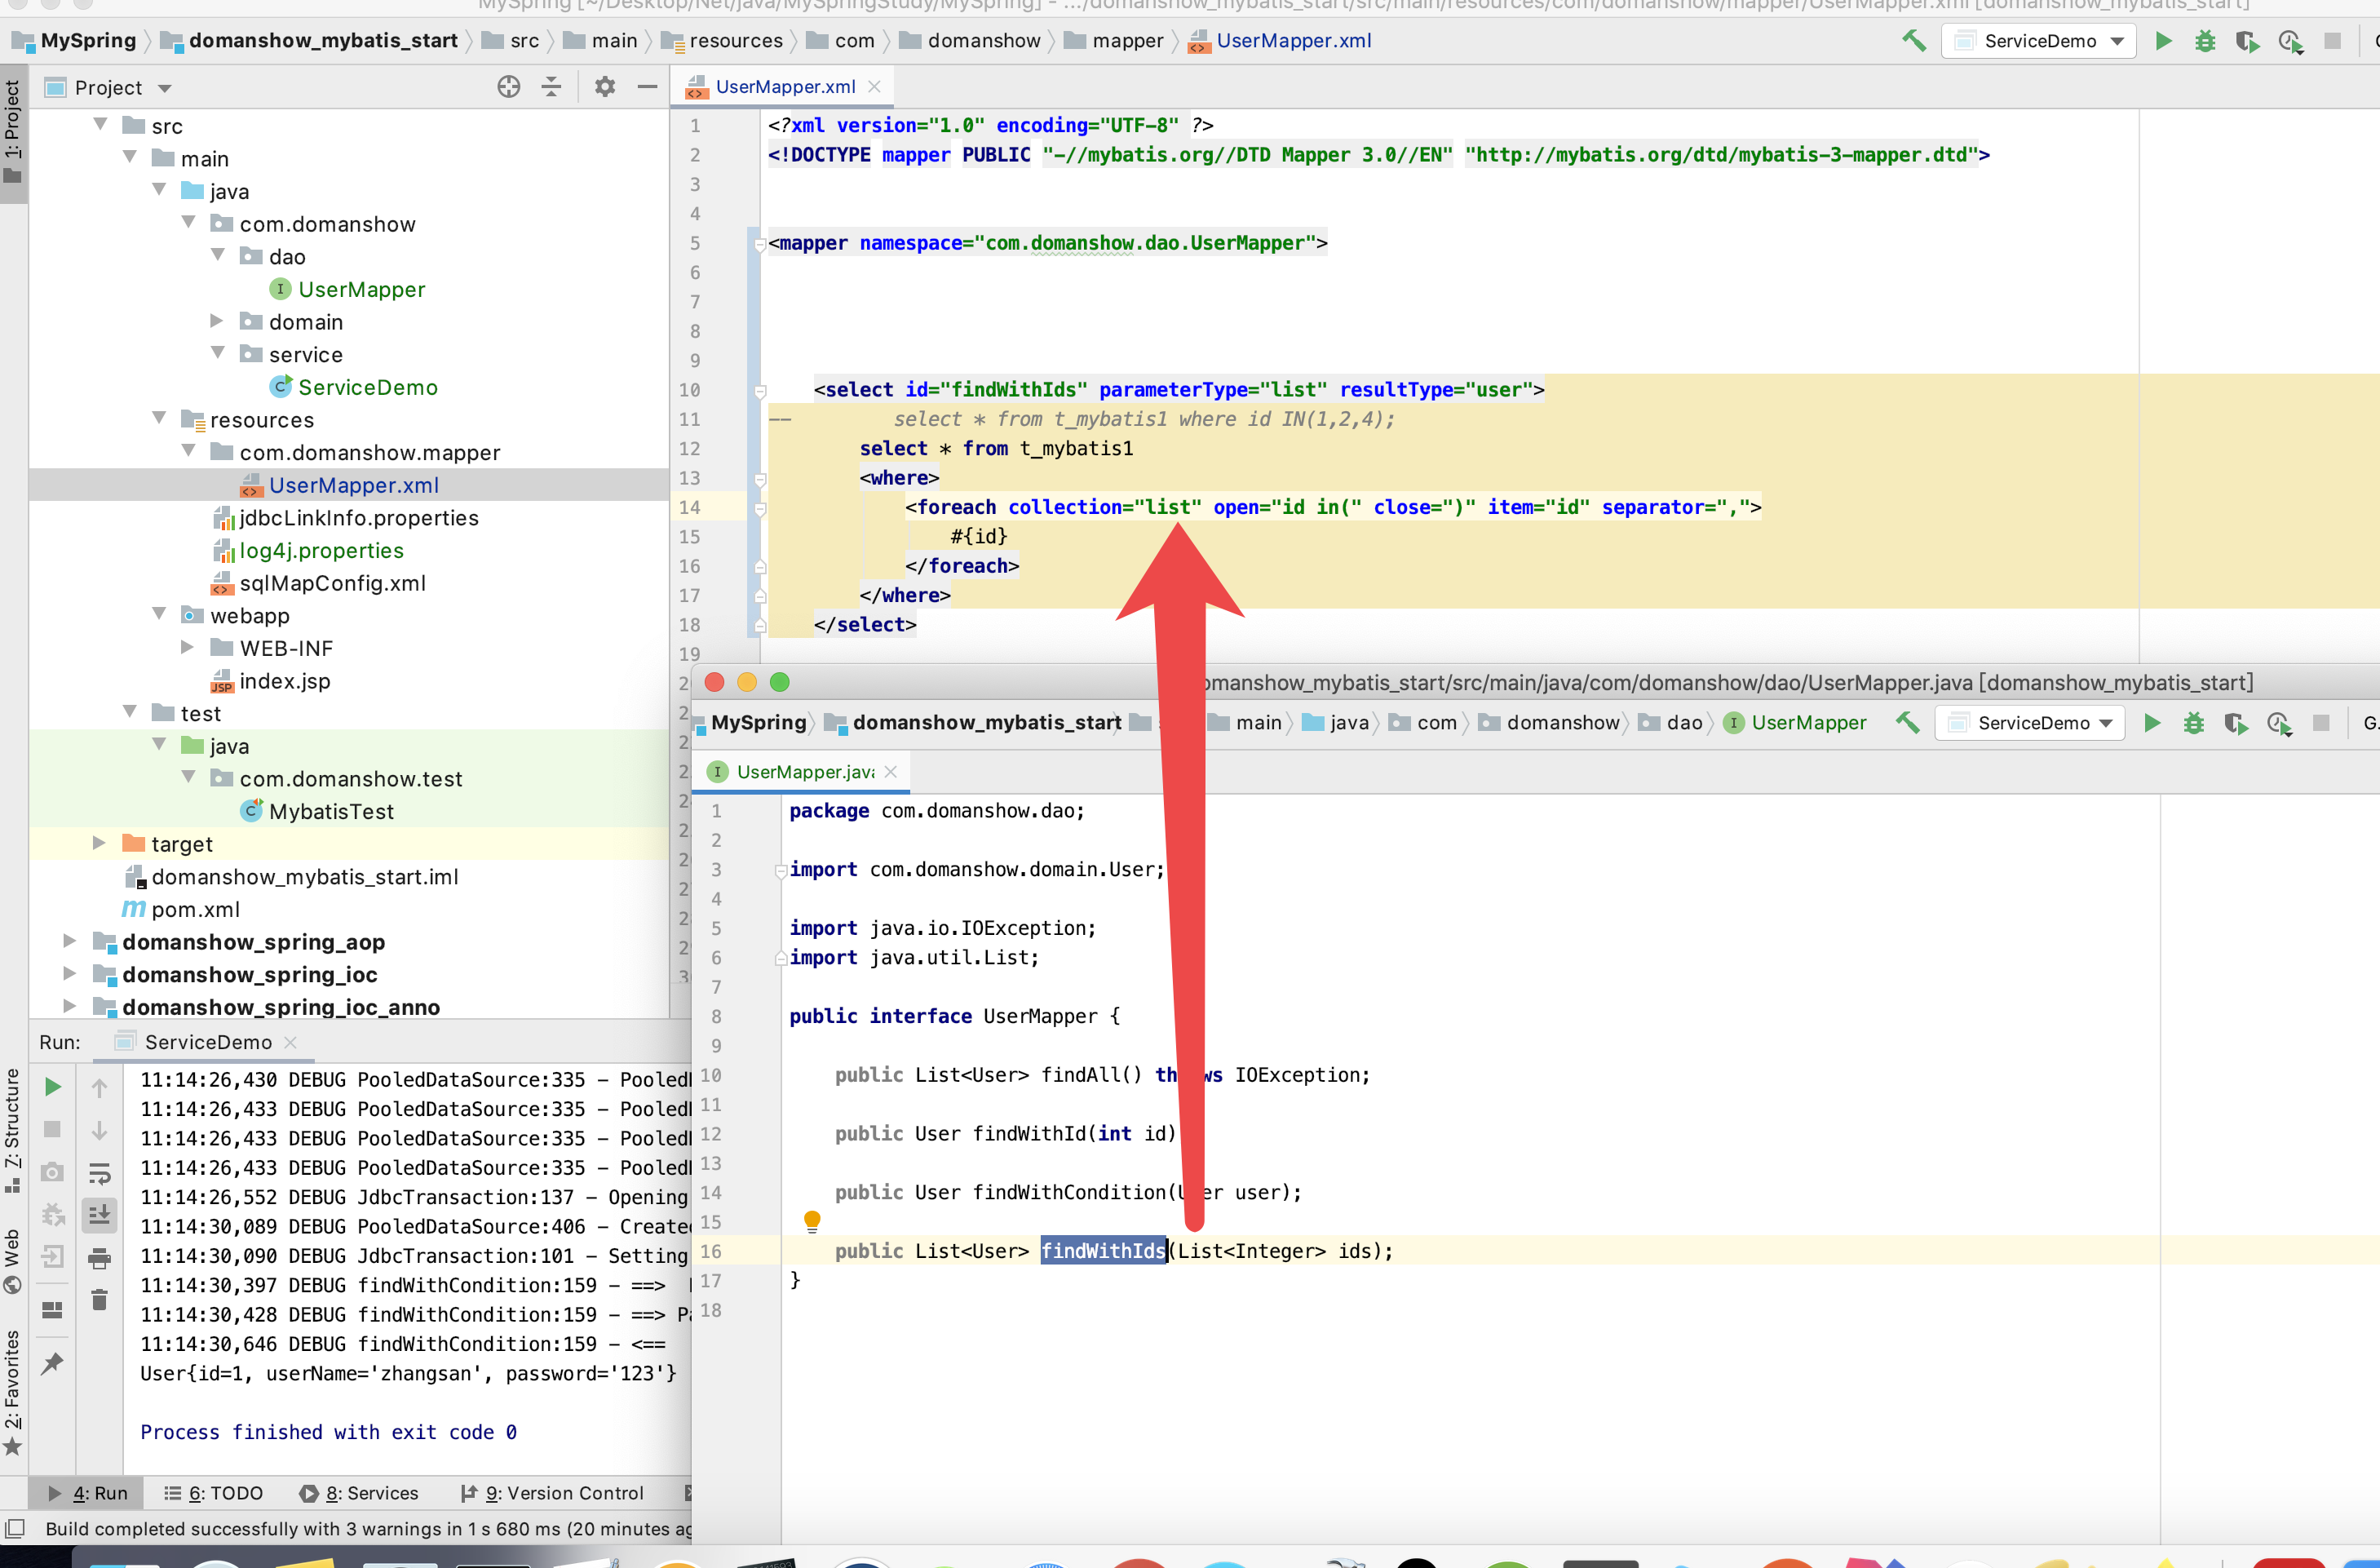 MySpring [~/Desktop/Net/java/MySpringStudy/MySpring] - .../domanshow_mybatis_start/src/main/resources/com/domanshow/mapper/UserMapper.xml [domanshow_mybatis_start]
MySpring domanshow_mybatis_start src main resources com domanshow mapper UserMapper.xml ServiceDemo
1: Project
Project
UserMapper.xml
src
main
java
com.domanshow
dao
UserMapper
domain
service
ServiceDemo
resources
com.domanshow.mapper
UserMapper.xml
jdbcLinkInfo.properties
log4j.properties
sqlMapConfig.xml
webapp
WEB-INF
index.jsp
test
java
com.domanshow.test
MybatisTest
target
domanshow_mybatis_start.iml
pom.xml
domanshow_spring_aop
domanshow_spring_ioc
domanshow_spring_ioc_anno
1 <?xml version="1.0" encoding="UTF-8" ?>
2 <!DOCTYPE mapper PUBLIC "-//mybatis.org//DTD Mapper 3.0//EN" "http://mybatis.org/dtd/mybatis-3-mapper.dtd">
3
4
5 <mapper namespace="com.domanshow.dao.UserMapper">
6
7
8
9
10 <select id="findWithIds" parameterType="list" resultType="user">
11 -- select * from t_mybatis1 where id IN(1,2,4);
12 select * from t_mybatis1
13 <where>
14 <foreach collection="list" open="id in(" close=")" item="id" separator=",">
15 #{id}
16 </foreach>
17 </where>
18 </select>
19
omanshow_mybatis_start/src/main/java/com/domanshow/dao/UserMapper.java [domanshow_mybatis_start]
MySpring domanshow_mybatis_start main java com domanshow dao UserMapper ServiceDemo
UserMapper.java
1 package com.domanshow.dao;
2
3 import com.domanshow.domain.User;
4
5 import java.io.IOException;
6 import java.util.List;
7
8 public interface UserMapper {
9
10 public List<User> findAll() th ws IOException;
11
12 public User findWithId(int id)
13
14 public User findWithCondition(User user);
15
16 public List<User> findWithIds(List<Integer> ids);
17 }
18
Run: ServiceDemo
11:14:26,430 DEBUG PooledDataSource:335 - Pooled
11:14:26,433 DEBUG PooledDataSource:335 - Pooled
11:14:26,433 DEBUG PooledDataSource:335 - Pooled
11:14:26,433 DEBUG PooledDataSource:335 - Pooled
11:14:26,552 DEBUG JdbcTransaction:137 - Opening
11:14:30,089 DEBUG PooledDataSource:406 - Created
11:14:30,090 DEBUG JdbcTransaction:101 - Setting
11:14:30,397 DEBUG findWithCondition:159 - ==>
11:14:30,428 DEBUG findWithCondition:159 - ==> Pa
11:14:30,646 DEBUG findWithCondition:159 - <==
User{id=1, userName='zhangsan', password='123'}
Process finished with exit code 0
7: Structure
Web
2: Favorites
4: Run 6: TODO 8: Services 9: Version Control
Build completed successfully with 3 warnings in 1 s 680 ms (20 minutes ag